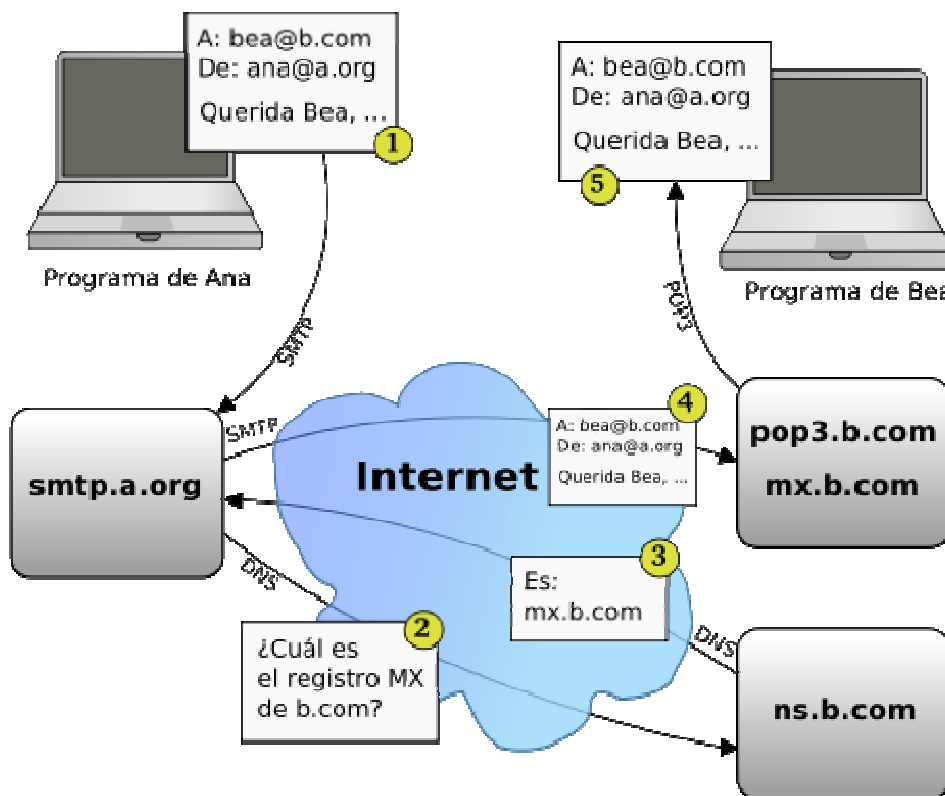 A: bea@b.com
De: ana@a.org
Querida Bea, ...
1
Programa de Ana
A: bea@b.com
De: ana@a.org
Querida Bea, ...
5
Programa de Bea
SMTP
POP3
smtp.a.org
SMTP
Internet
A: bea@b.com
De: ana@a.org
Querida Bea, ...
4
pop3.b.com
mx.b.com
DNS
¿Cuál es
el registro MX
de b.com?
2
Es:
mx.b.com
3
DNS
ns.b.com